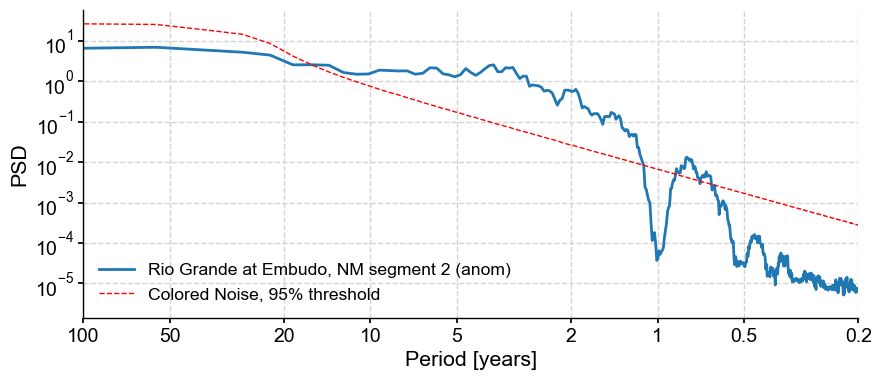 PSD
10^1
10^0
10^-1
10^-2
10^-3
10^-4
10^-5
Rio Grande at Embudo, NM segment 2 (anom)
Colored Noise, 95% threshold
100 50 20 10 5 2 1 0.5 0.2
Period [years]